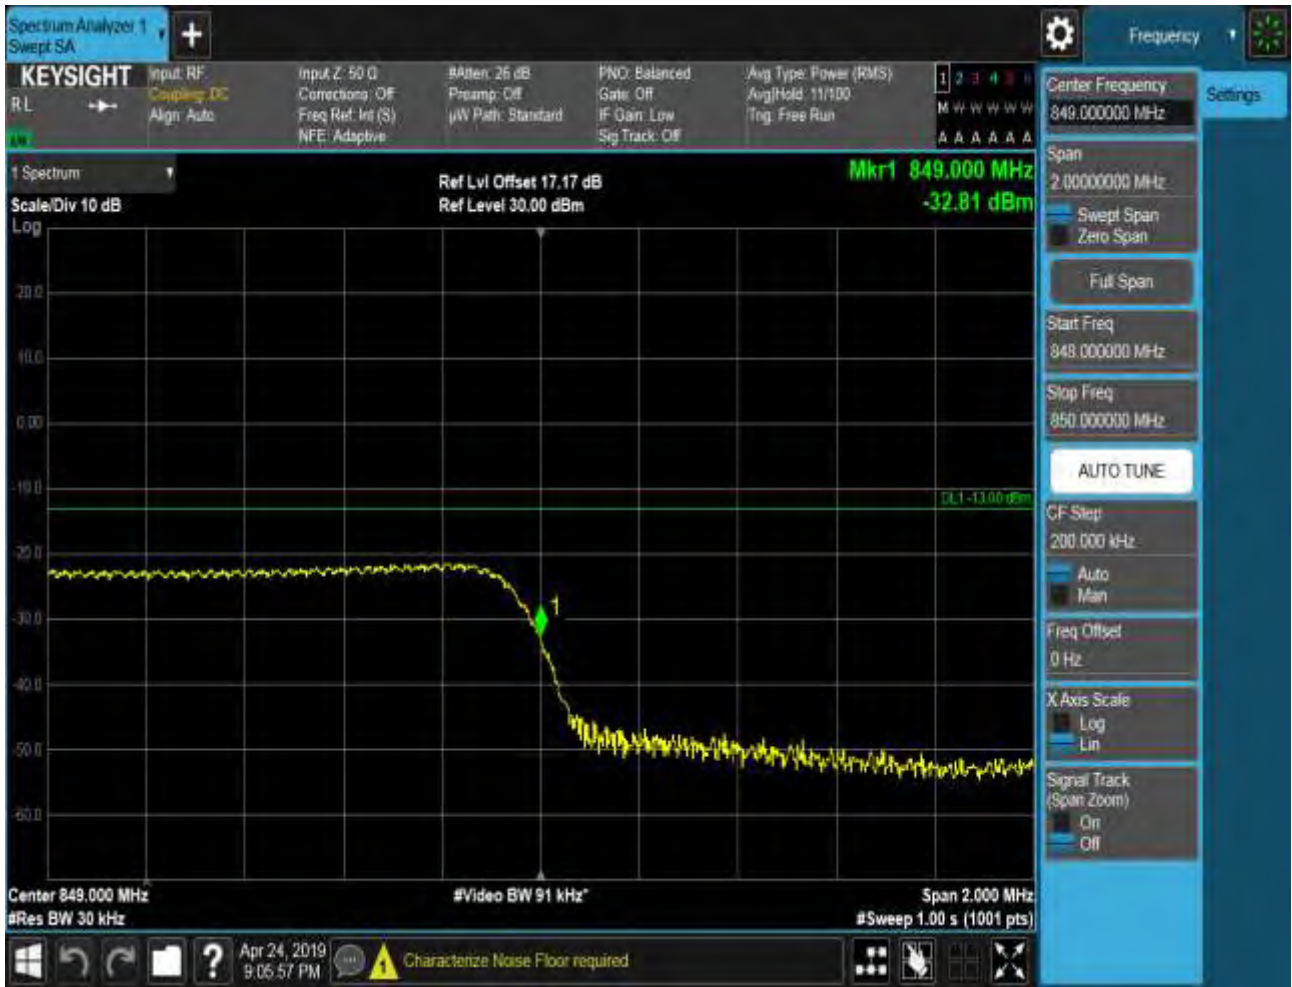 Spectrum Analyzer 1
Swept SA
+
Frequency
KEYSIGHT
RL
Input: RF
Coupling: DC
Align: Auto
Input Z: 50 Ω
Corrections: Off
Freq Ref: Int (S)
NFE: Adaptive
#Atten: 26 dB
Preamp: Off
µW Path: Standard
PNO: Balanced
Gate: Off
IF Gain: Low
Sig Track: Off
Avg Type: Power (RMS)
Avg|Hold: 11/100
Trig: Free Run
1 2 3 4 5 6
M W W W W W
A A A A A A
1 Spectrum
Scale/Div 10 dB
Log
Ref Lvl Offset 17.17 dB
Ref Level 30.00 dBm
Mkr1 849.000 MHz
-32.81 dBm
20.0
10.0
0.00
-10.0
DL1 -13.00 dBm
-20.0
1
-30.0
-40.0
-50.0
-60.0
Center 849.000 MHz
#Video BW 91 kHz*
Span 2.000 MHz
#Res BW 30 kHz
#Sweep 1.00 s (1001 pts)
?
Apr 24, 2019
9:05:57 PM
1
Characterize Noise Floor required
Center Frequency
849.000000 MHz
Settings
Span
2.00000000 MHz
Swept Span
Zero Span
Full Span
Start Freq
848.000000 MHz
Stop Freq
850.000000 MHz
AUTO TUNE
CF Step
200.000 kHz
Auto
Man
Freq Offset
0 Hz
X Axis Scale
Log
Lin
Signal Track
(Span Zoom)
On
Off